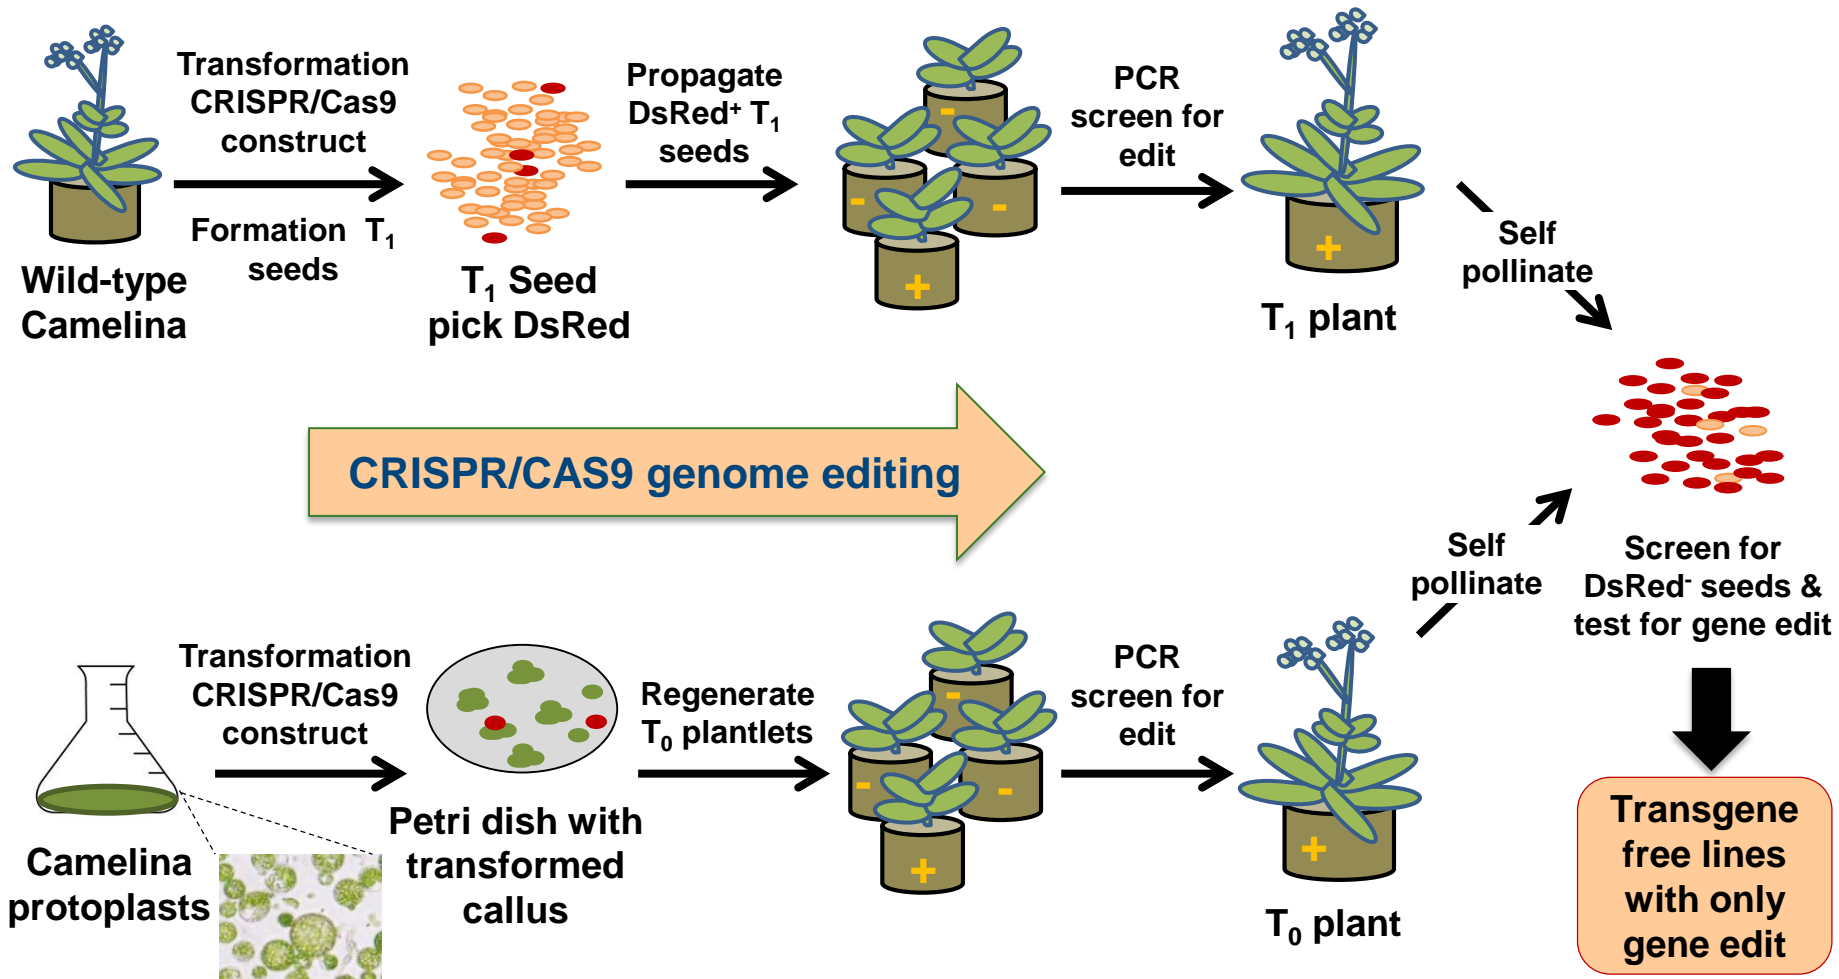 Wild-type
Camelina
Transformation
CRISPR/Cas9
construct
Formation T₁
seeds
T₁ Seed
pick DsRed
Propagate
DsRed⁺ T₁
seeds
-
-
-
+
PCR
screen for
edit
+
T₁ plant
Self
pollinate
CRISPR/CAS9 genome editing
Camelina
protoplasts
Transformation
CRISPR/Cas9
construct
Petri dish with
transformed
callus
Regenerate
T₀ plantlets
-
-
-
+
PCR
screen for
edit
+
T₀ plant
Self
pollinate
Screen for
DsRed⁻ seeds &
test for gene edit
Transgene
free lines
with only
gene edit